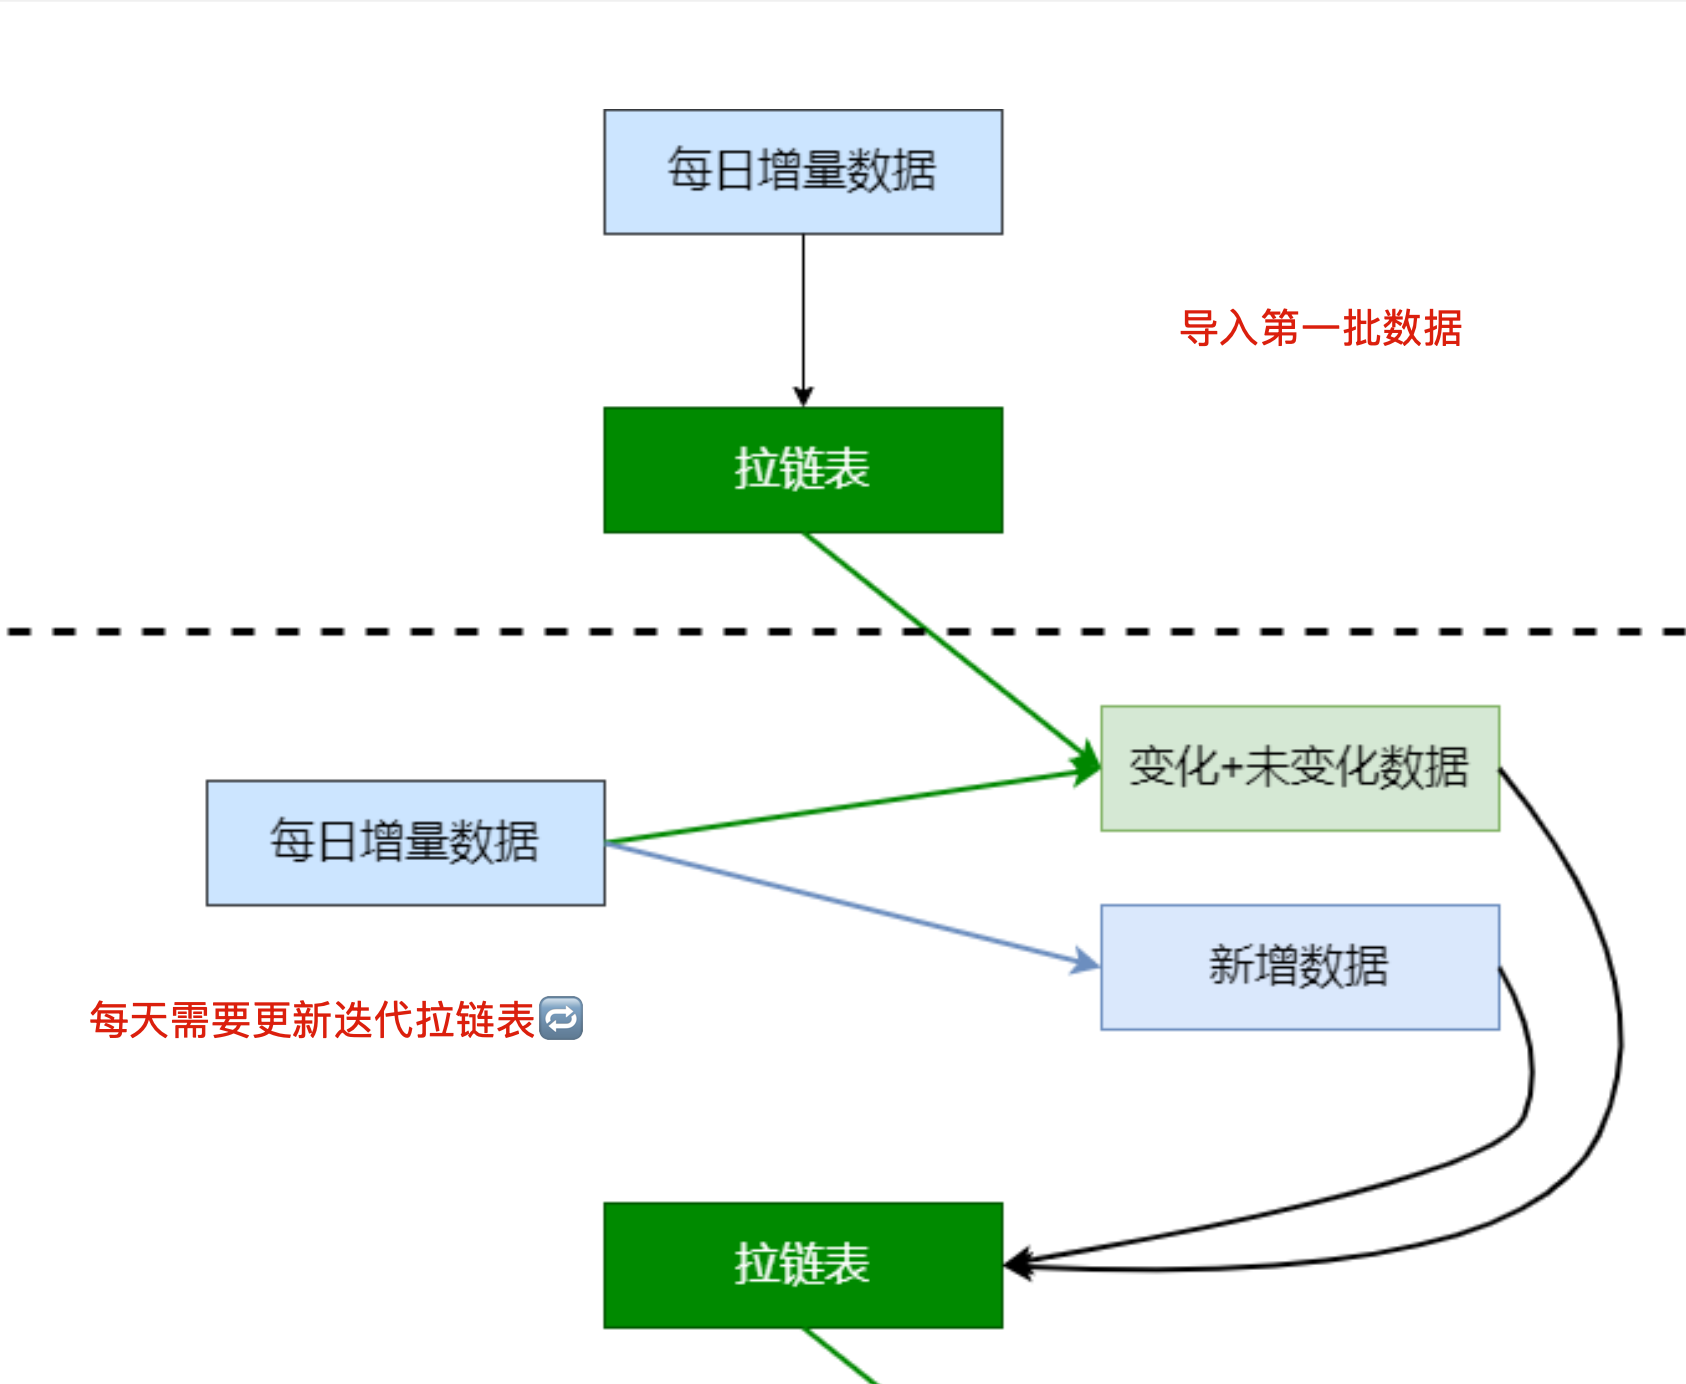 每日增量数据
导入第一批数据
拉链表
变化+未变化数据
每日增量数据
新增数据
每天需要更新迭代拉链表🔁
拉链表